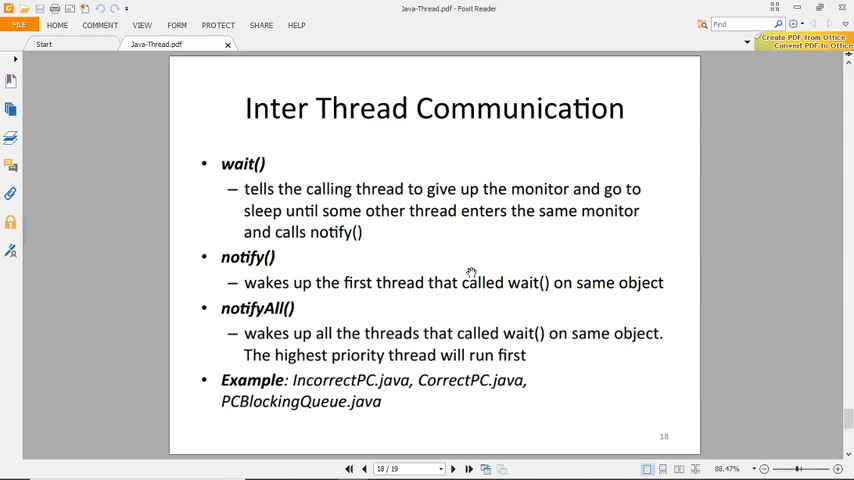 Java-Thread.pdf - Foxit Reader
FILE HOME COMMENT VIEW FORM PROTECT SHARE HELP
Find
Create PDF from Office
Convert PDF to Office
Start Java-Thread.pdf
Inter Thread Communication
• wait()
– tells the calling thread to give up the monitor and go to
sleep until some other thread enters the same monitor
and calls notify()
• notify()
– wakes up the first thread that called wait() on same object
• notifyAll()
– wakes up all the threads that called wait() on same object.
The highest priority thread will run first
• Example: IncorrectPC.java, CorrectPC.java,
PCBlockingQueue.java
18
18 / 19
88.47%